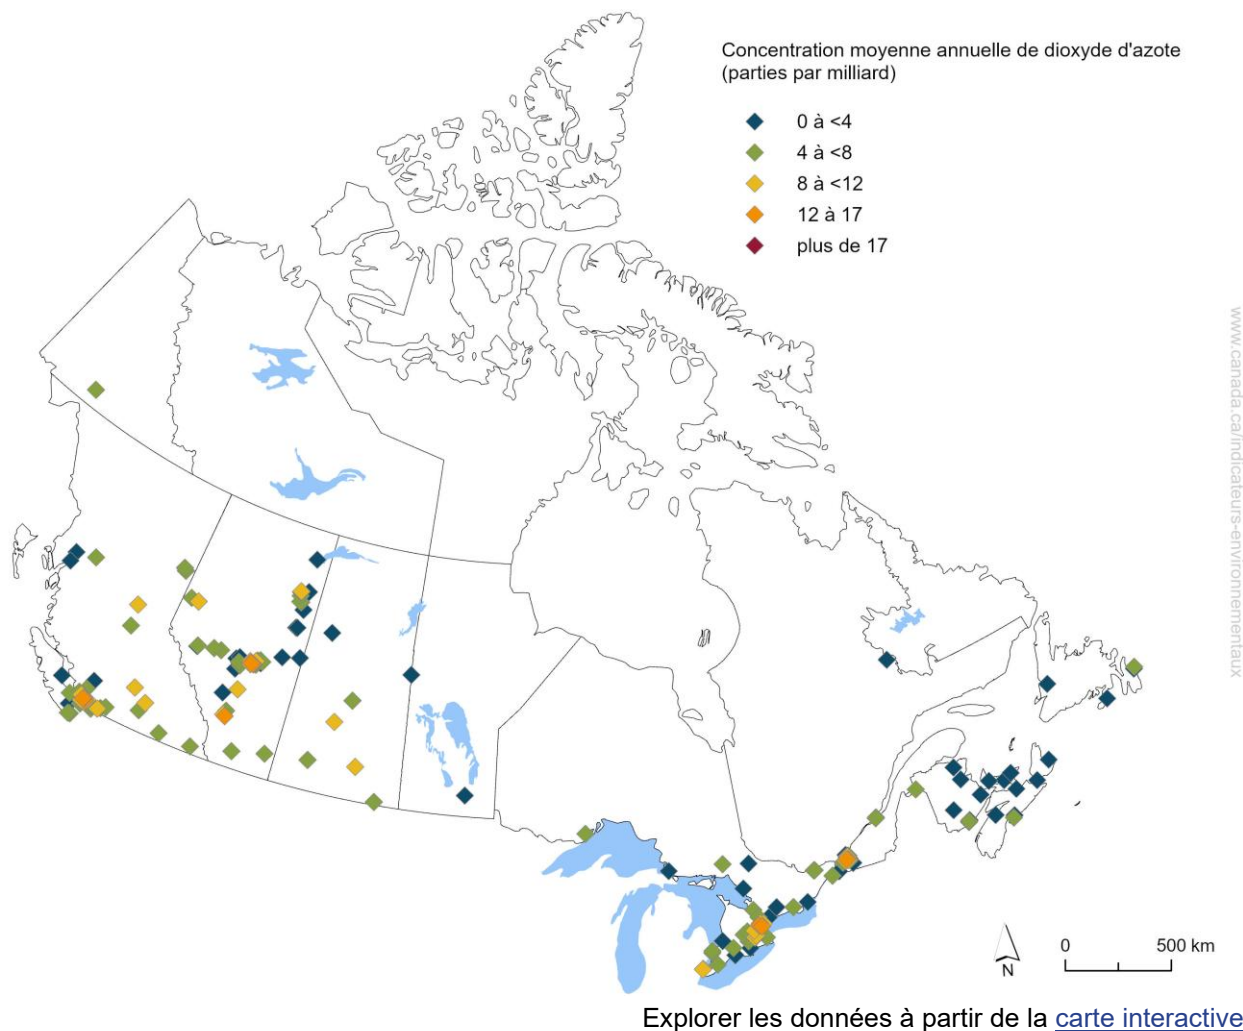 Concentration moyenne annuelle de dioxyde d'azote
(parties par milliard)
0 à <4
4 à <8
8 à <12
12 à 17
plus de 17
www.canada.ca/indicateurs-environnementaux
N
0 500 km
Explorer les données à partir de la carte interactive